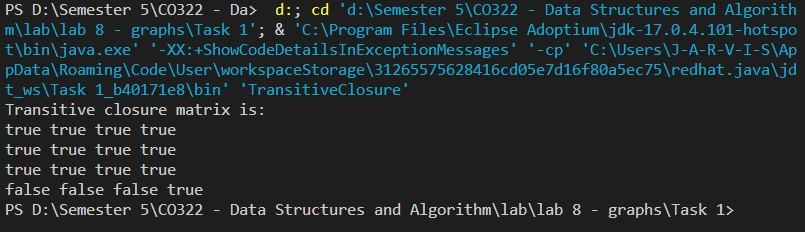 PS D:\Semester 5\CO322 - Da>  d:; cd 'd:\Semester 5\CO322 - Data Structures and Algorith
m\lab\lab 8 - graphs\Task 1'; & 'C:\Program Files\Eclipse Adoptium\jdk-17.0.4.101-hotspo
t\bin\java.exe' '-XX:+ShowCodeDetailsInExceptionMessages' '-cp' 'C:\Users\J-A-R-V-I-S\Ap
pData\Roaming\Code\User\workspaceStorage\31265575628416cd05e7d16f80a5ec75\redhat.java\jd
t_ws\Task 1_b40171e8\bin' 'TransitiveClosure'
Transitive closure matrix is:
true true true true
true true true true
true true true true
false false false true
PS D:\Semester 5\CO322 - Data Structures and Algorithm\lab\lab 8 - graphs\Task 1>